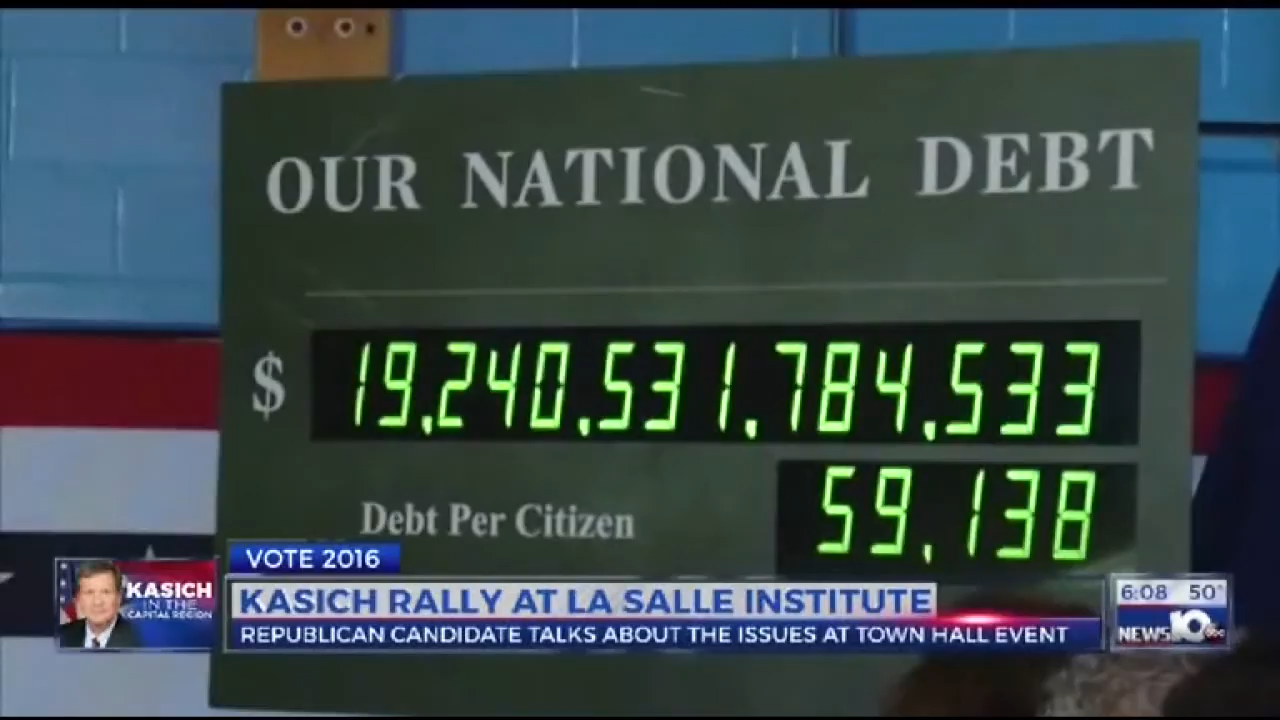 OUR NATIONAL DEBT
$ 19,240,531,784,533
Debt Per Citizen 59,138
VOTE 2016
KASICH IN THE CAPITAL REGION
KASICH RALLY AT LA SALLE INSTITUTE
REPUBLICAN CANDIDATE TALKS ABOUT THE ISSUES AT TOWN HALL EVENT
6:08 50°
NEWS10 abc